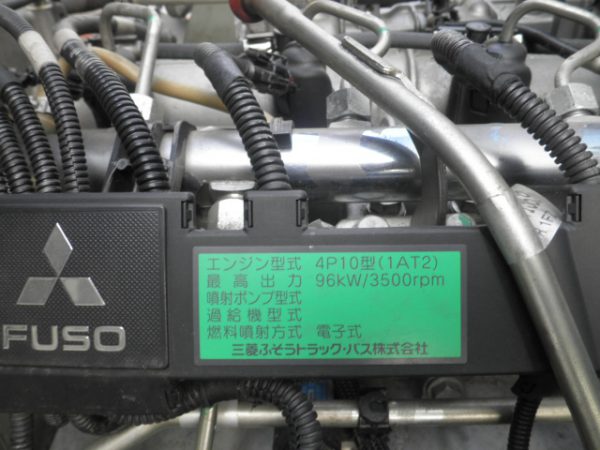 FUSO
エンジン型式 4P10型(1AT2)
最高出力 96kW/3500rpm
噴射ポンプ型式
過給機型式
燃料噴射方式 電子式
三菱ふそうトラック・バス株式会社